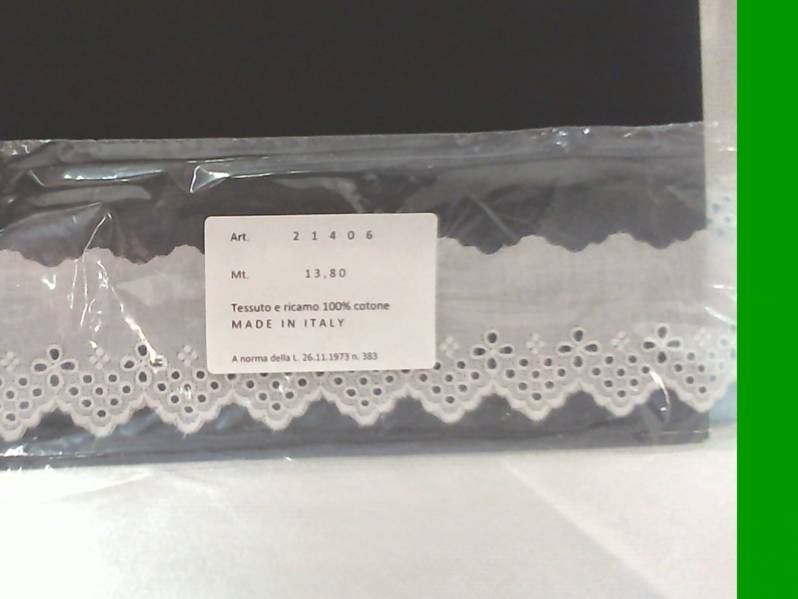 Art. 2 1 4 0 6
Mt. 13,80
Tessuto e ricamo 100% cotone
MADE IN ITALY
A norma della L. 26.11.1973 n. 383